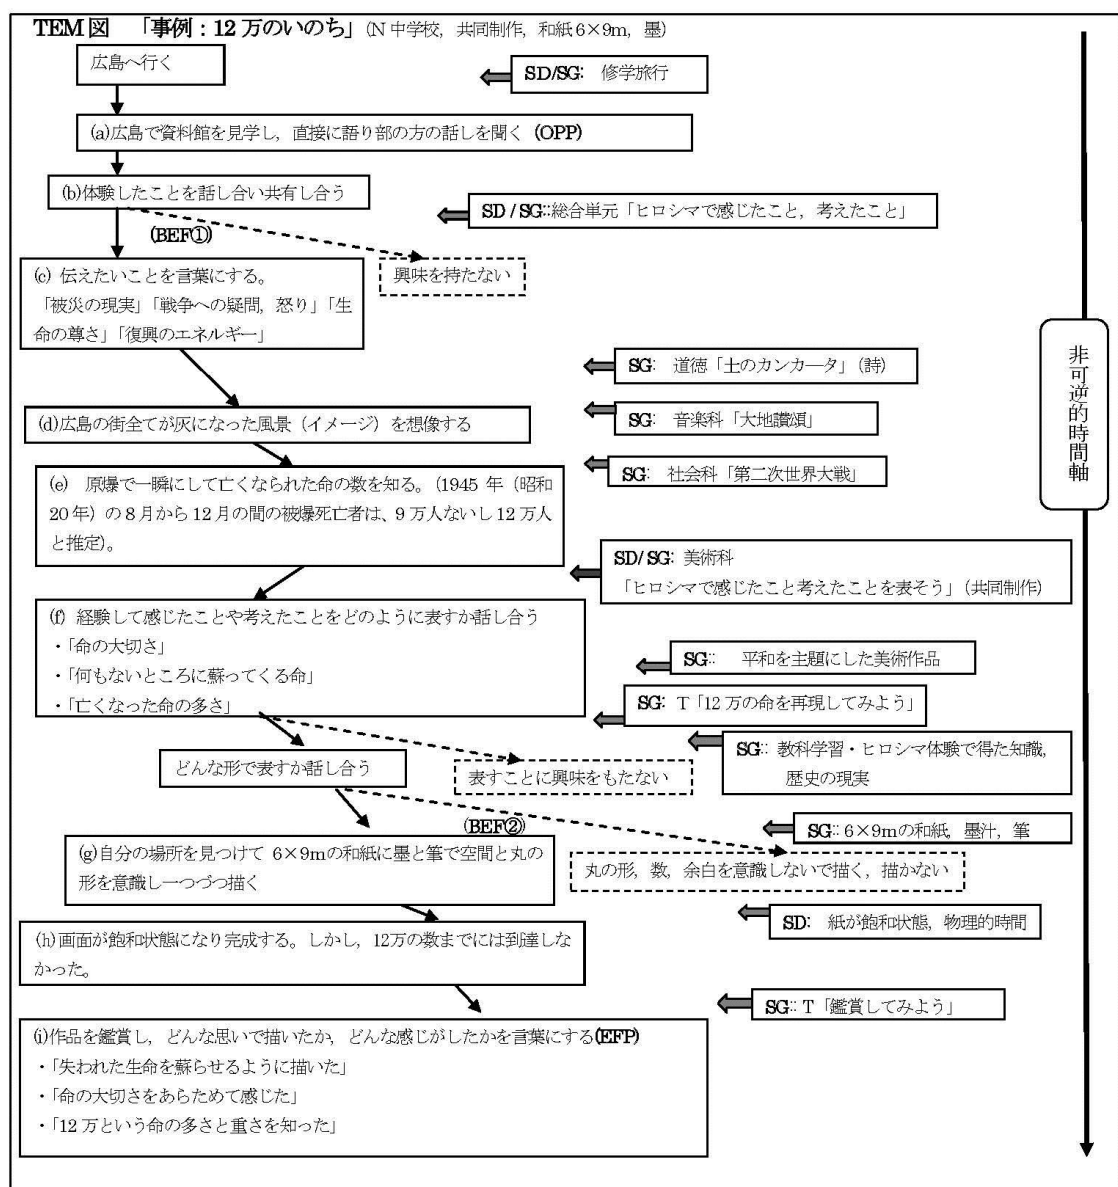 TEM図 「事例：12万のいのち」（N中学校，共同制作，和紙6×9m，墨）
広島へ行く
SD/SG: 修学旅行
(a)広島で資料館を見学し，直接に語り部の方の話しを聞く (OPP)
(b)体験したことを話し合い共有し合う
SD / SG::総合単元「ヒロシマで感じたこと，考えたこと」
(BEF①)
興味を持たない
(c) 伝えたいことを言葉にする。
「被災の現実」「戦争への疑問，怒り」「生
命の尊さ」「復興のエネルギー」
SG: 道徳「土のカンカ―タ」（詩）
(d)広島の街全てが灰になった風景（イメージ）を想像する
SG: 音楽科「大地讃頌」
SG: 社会科「第二次世界大戦」
(e) 原爆で一瞬にして亡くなられた命の数を知る。（1945年（昭和
20年）の8月から12月の間の被爆死亡者は、9万人ないし12万人
と推定）。
SD/ SG: 美術科
「ヒロシマで感じたこと考えたことを表そう」（共同制作）
(f) 経験して感じたことや考えたことをどのように表すか話し合う
・「命の大切さ」
・「何もないところに蘇ってくる命」
・「亡くなった命の多さ」
SG:: 平和を主題にした美術作品
SG: T「12万の命を再現してみよう」
SG:: 教科学習・ヒロシマ体験で得た知識，
歴史の現実
どんな形で表すか話し合う
表すことに興味をもたない
(BEF②)
SG:: 6×9mの和紙，墨汁，筆
(g)自分の場所を見つけて 6×9mの和紙に墨と筆で空間と丸の
形を意識し一つづつ描く
丸の形，数，余白を意識しないで描く，描かない
SD: 紙が飽和状態，物理的時間
(h)画面が飽和状態になり完成する。しかし，12万の数までには到達しな
かった。
SG:: T「鑑賞してみよう」
(i)作品を鑑賞し，どんな思いで描いたか，どんな感じがしたかを言葉にする(EFP)
・「失われた生命を蘇らせるように描いた」
・「命の大切さをあらためて感じた」
・「12万という命の多さと重さを知った」
非可逆的時間軸